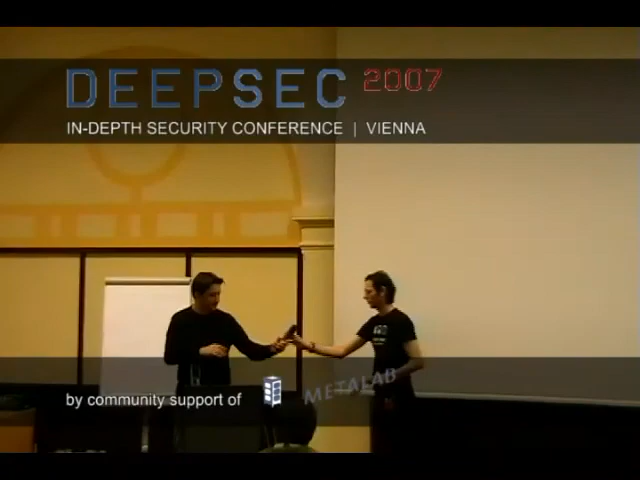 DEEPSEC 2007
IN-DEPTH SECURITY CONFERENCE | VIENNA
by community support of METALAB